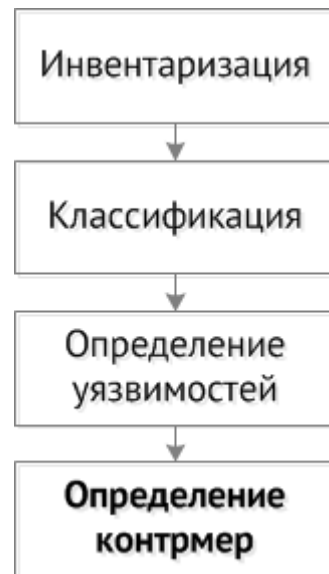 Инвентаризация
Классификация
Определение
уязвимостей
Определение
контрмер